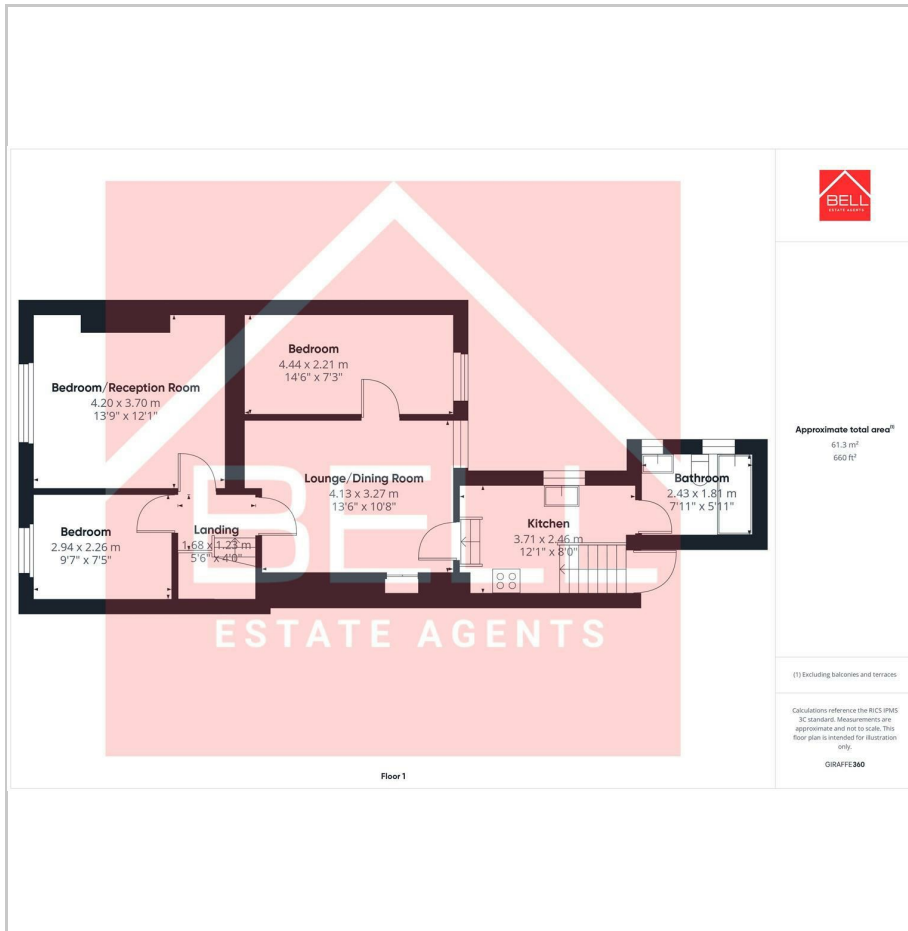 BELL
ESTATE AGENTS
Bedroom
4.44 x 2.21 m
14'6" x 7'3"
Bedroom/Reception Room
4.20 x 3.70 m
13'9" x 12'1"
Lounge/Dining Room
4.13 x 3.27 m
13'6" x 10'8"
Bathroom
2.43 x 1.81 m
7'11" x 5'11"
Kitchen
3.71 x 2.46 m
12'1" x 8'0"
Landing
1.68 x 1.23 m
5'6" x 4'0"
Bedroom
2.94 x 2.26 m
9'7" x 7'5"
BELL
ESTATE AGENTS
Floor 1
Approximate total area(1)
61.3 m²
660 ft²
(1) Excluding balconies and terraces
Calculations reference the RICS IPMS
3C standard. Measurements are
approximate and not to scale. This
floor plan is intended for illustration
only.
GIRAFFE360